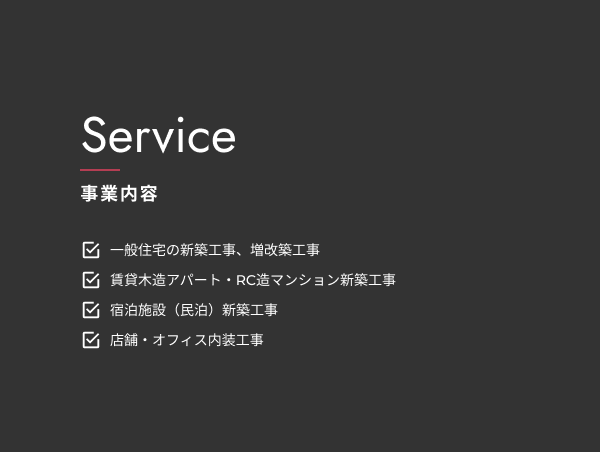 Service
事業内容
一般住宅の新築工事、増改築工事
賃貸木造アパート・RC造マンション新築工事
宿泊施設（民泊）新築工事
店舗・オフィス内装工事